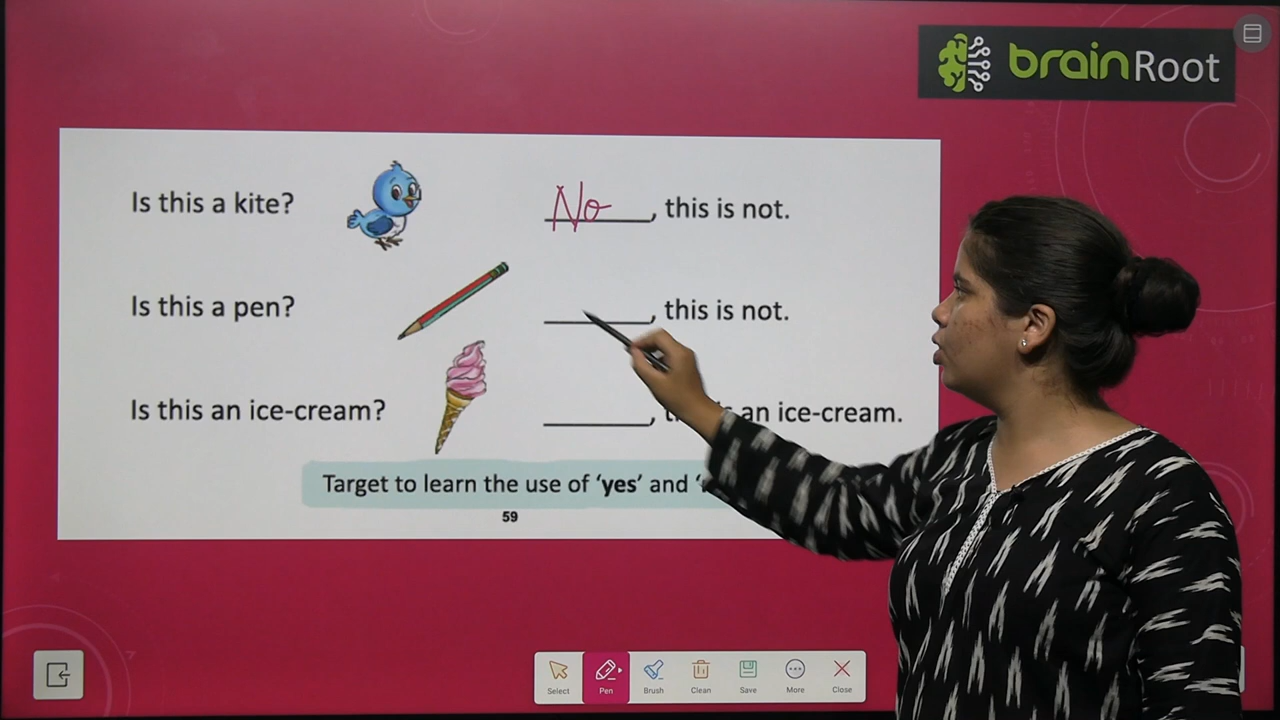 brainRoot
Is this a kite? No, this is not.
Is this a pen? ______, this is not.
Is this an ice-cream? ______, an ice-cream.
Target to learn the use of ‘yes’ and
59
Select Pen Brush Clean Save More Close